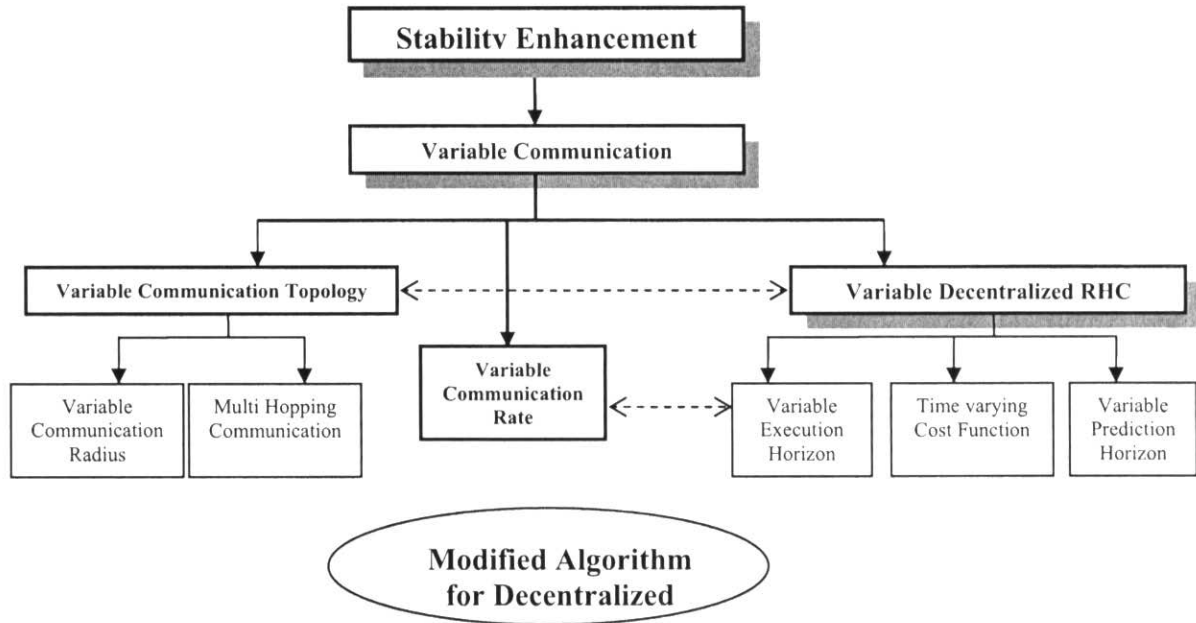 Stability Enhancement
Variable Communication
Variable Communication Topology
Variable Decentralized RHC
Variable
Communication
Rate
Variable
Communication
Radius
Multi Hopping
Communication
Variable
Execution
Horizon
Time varying
Cost Function
Variable
Prediction
Horizon
Modified Algorithm
for Decentralized